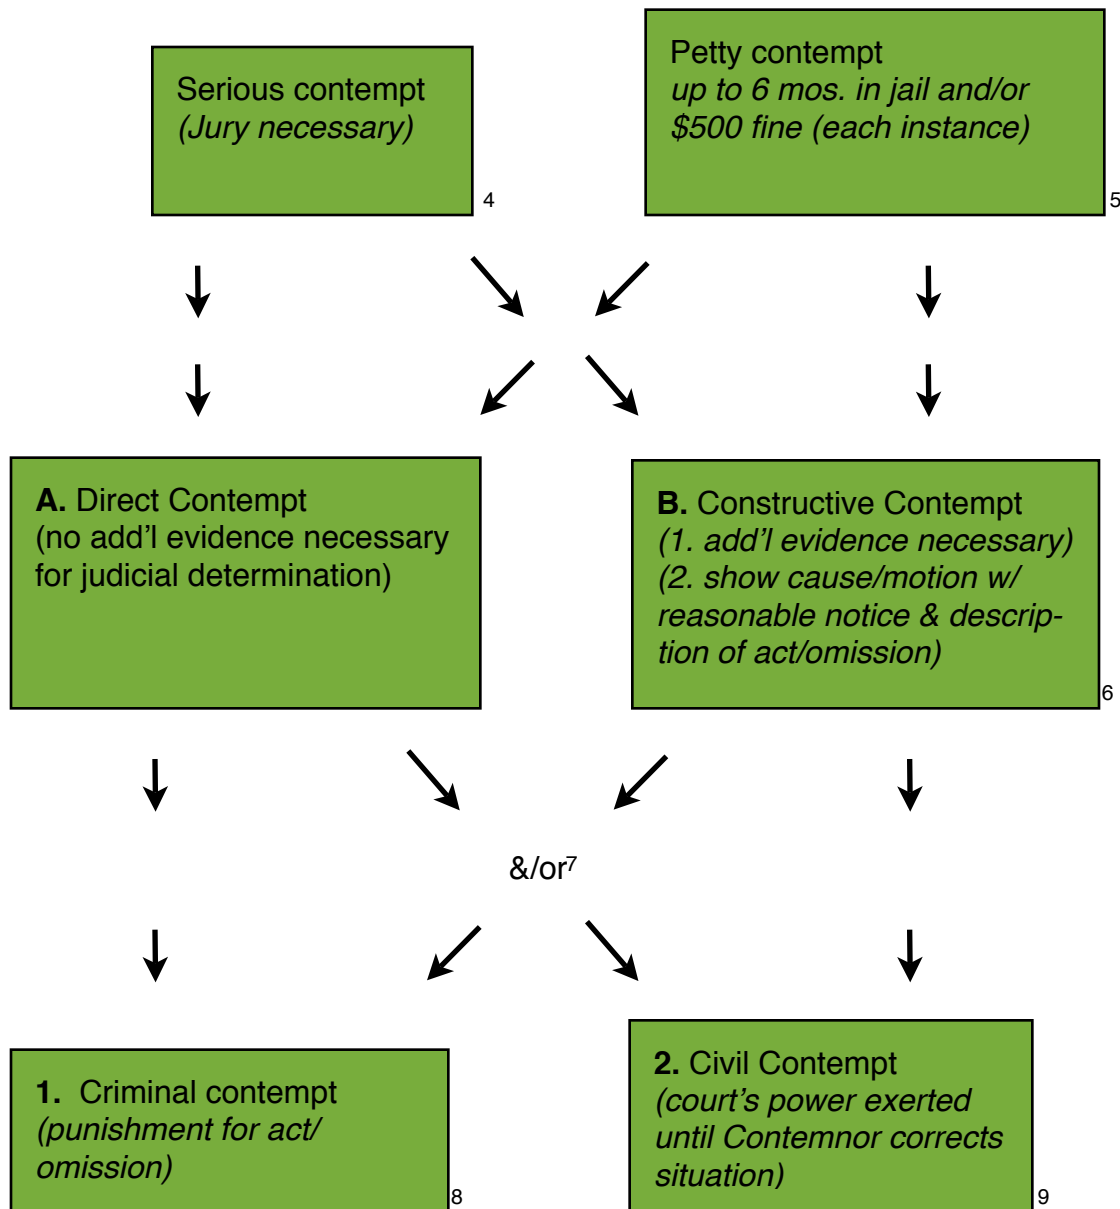 Serious contempt
(Jury necessary)
4
Petty contempt
up to 6 mos. in jail and/or
$500 fine (each instance)
5
A. Direct Contempt
(no add'l evidence necessary
for judicial determination)
B. Constructive Contempt
(1. add'l evidence necessary)
(2. show cause/motion w/
reasonable notice & descrip-
tion of act/omission)
6
&/or7
1. Criminal contempt
(punishment for act/
omission)
8
2. Civil Contempt
(court's power exerted
until Contemnor corrects
situation)
9